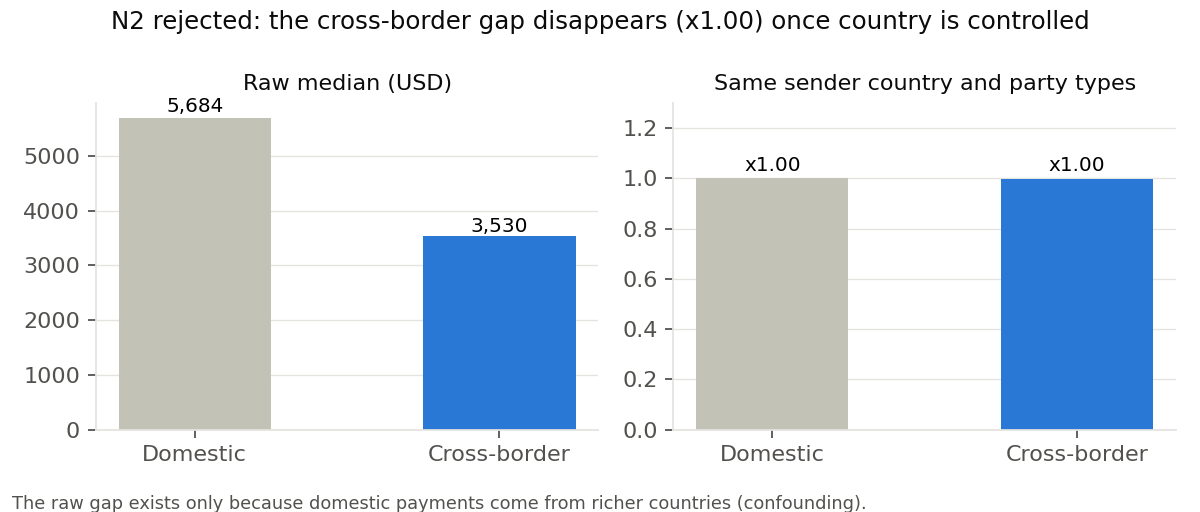 N2 rejected: the cross-border gap disappears (x1.00) once country is controlled
Raw median (USD)
5,684
3,530
5000
4000
3000
2000
1000
0
Domestic
Cross-border
Same sender country and party types
x1.00
x1.00
1.2
1.0
0.8
0.6
0.4
0.2
0.0
Domestic
Cross-border
The raw gap exists only because domestic payments come from richer countries (confounding).